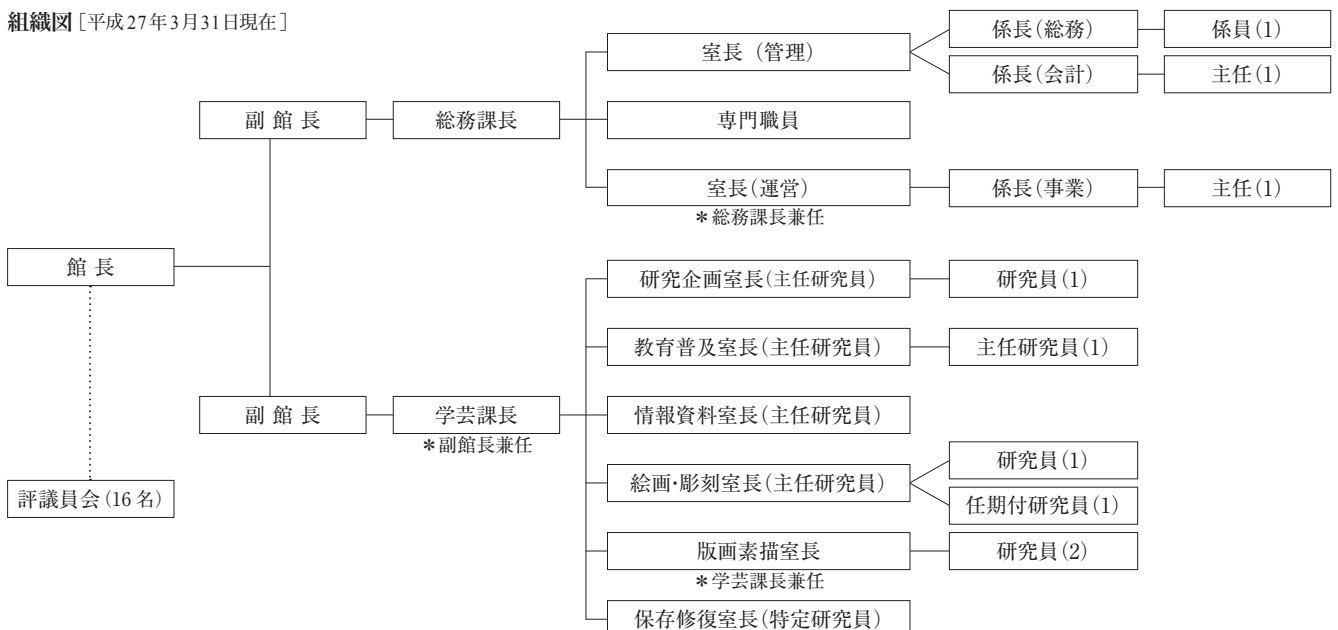 組織図［平成27年3月31日現在］
館 長
評議員会（16 名）
副 館 長
総務課長
室長（管理）
係長（総務）
係員（1）
係長（会計）
主任（1）
専門職員
室長（運営）
＊総務課長兼任
係長（事業）
主任（1）
副 館 長
学芸課長
＊副館長兼任
研究企画室長（主任研究員）
研究員（1）
教育普及室長（主任研究員）
主任研究員（1）
情報資料室長（主任研究員）
絵画・彫刻室長（主任研究員）
研究員（1）
任期付研究員（1）
版画素描室長
＊学芸課長兼任
研究員（2）
保存修復室長（特定研究員）